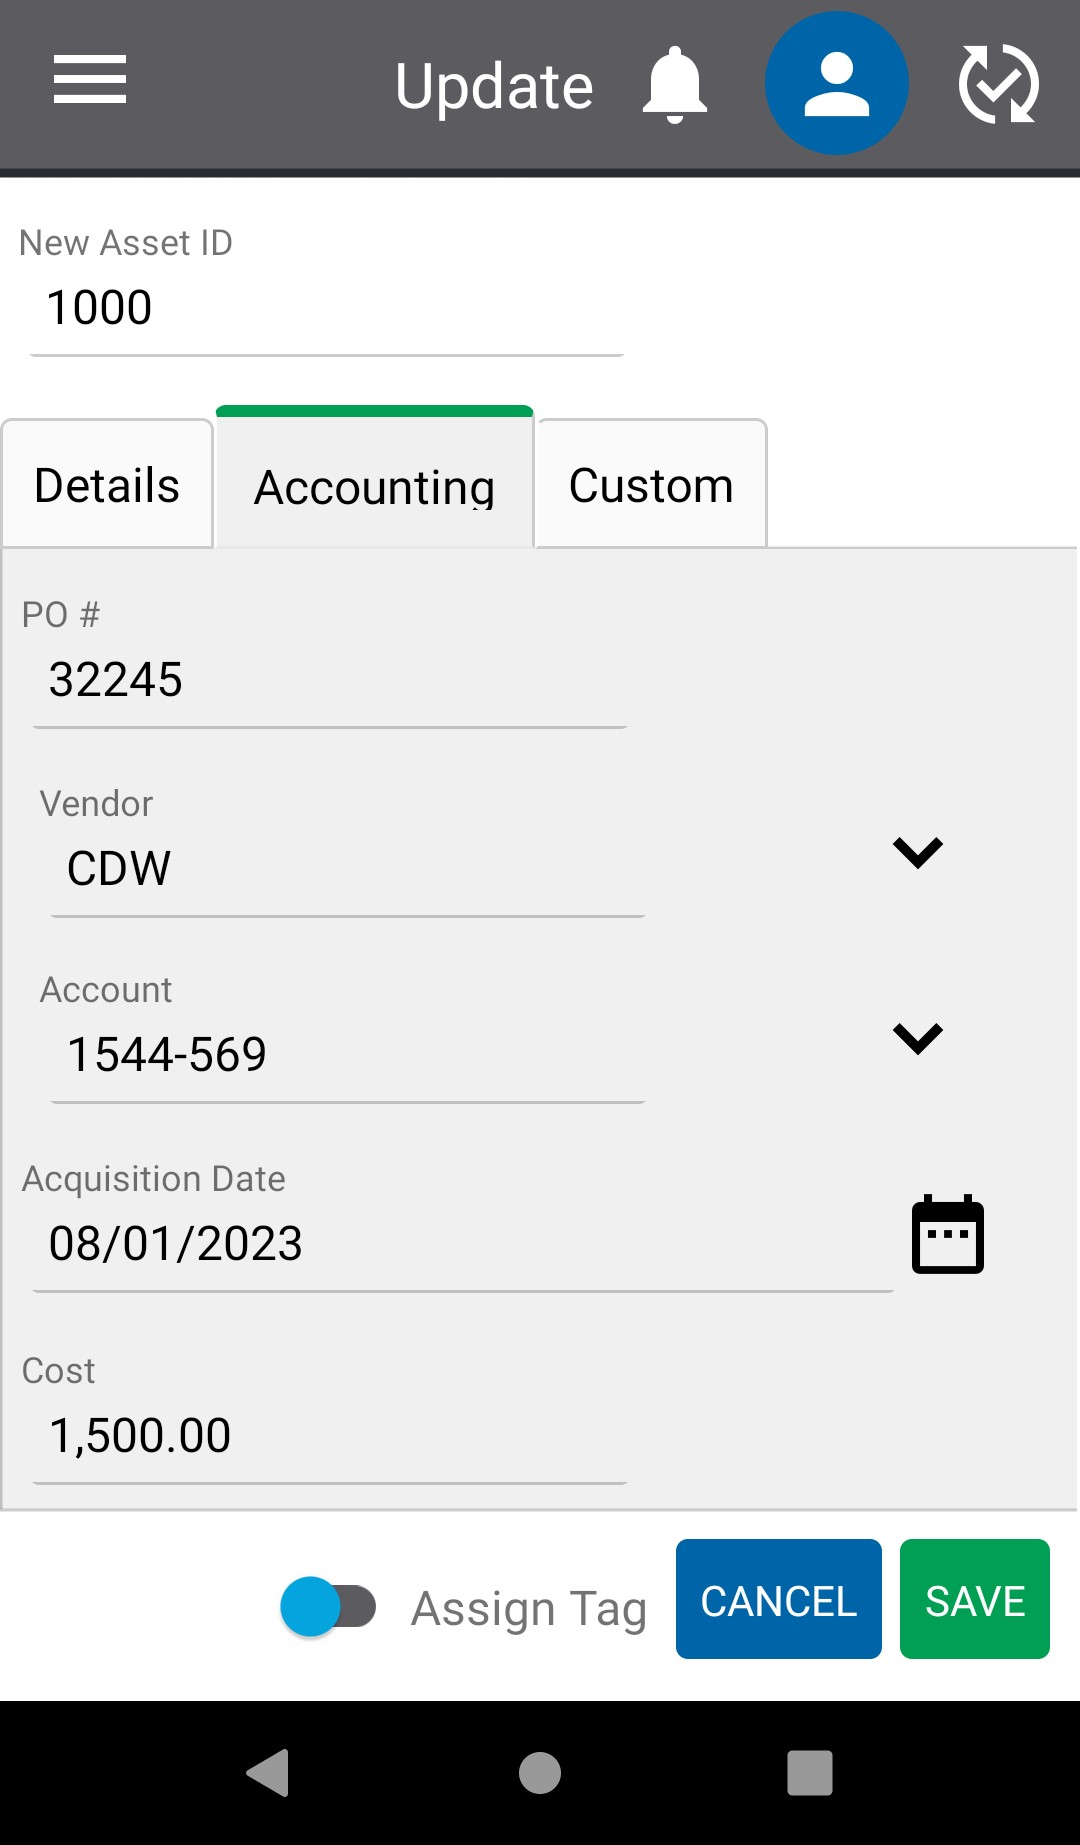 Update
New Asset ID
1000
Details
Accounting
Custom
PO #
32245
Vendor
CDW
Account
1544-569
Acquisition Date
08/01/2023
Cost
1,500.00
Assign Tag
CANCEL
SAVE